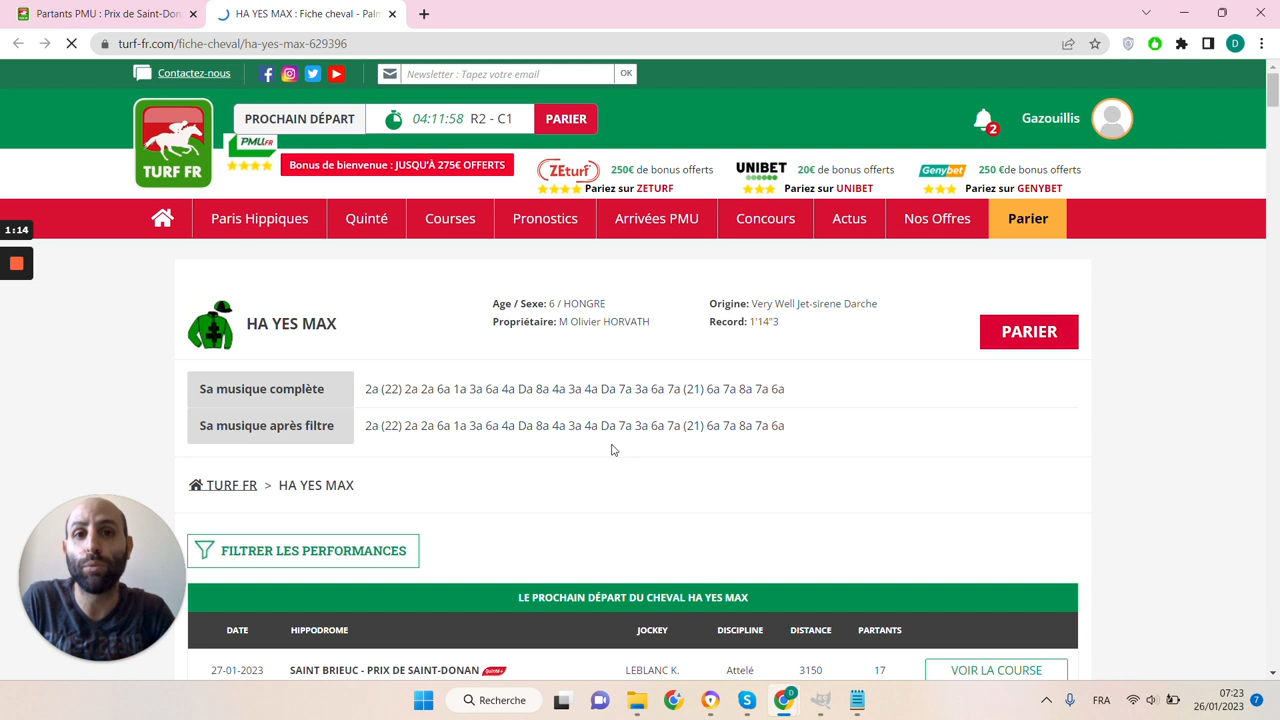 Partants PMU : Prix de Saint-Don
HA YES MAX : Fiche cheval - Palm
turf-fr.com/fiche-cheval/ha-yes-max-629396
D
Contactez-nous
Newsletter : Tapez votre email
OK
PROCHAIN DÉPART
04:11:58 R2 - C1
PARIER
2
Gazouillis
PMU.FR
TURF FR
Bonus de bienvenue : JUSQU'À 275€ OFFERTS
ZEturf
250€ de bonus offerts
Pariez sur ZETURF
UNIBET
20€ de bonus offerts
Pariez sur UNIBET
Genybet
250 €de bonus offerts
Pariez sur GENYBET
Paris Hippiques
Quinté
Courses
Pronostics
Arrivées PMU
Concours
Actus
Nos Offres
Parier
1:14
HA YES MAX
Age / Sexe: 6 / HONGRE
Propriétaire: M Olivier HORVATH
Origine: Very Well Jet-sirene Darche
Record: 1'14"3
PARIER
Sa musique complète
2a (22) 2a 2a 6a 1a 3a 6a 4a Da 8a 4a 3a 4a Da 7a 3a 6a 7a (21) 6a 7a 8a 7a 6a
Sa musique après filtre
2a (22) 2a 2a 6a 1a 3a 6a 4a Da 8a 4a 3a 4a Da 7a 3a 6a 7a (21) 6a 7a 8a 7a 6a
TURF FR > HA YES MAX
FILTRER LES PERFORMANCES
LE PROCHAIN DÉPART DU CHEVAL HA YES MAX
DATE HIPPODROME JOCKEY DISCIPLINE DISTANCE PARTANTS
27-01-2023 SAINT BRIEUC - PRIX DE SAINT-DONAN Quinté+ LEBLANC K. Attelé 3150 17 VOIR LA COURSE
Recherche
D
FRA
07:23
26/01/2023
7